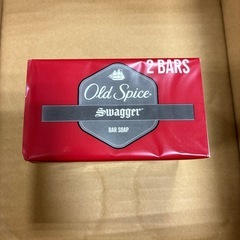 2 BARS
Old Spice
Swagger
BAR SOAP